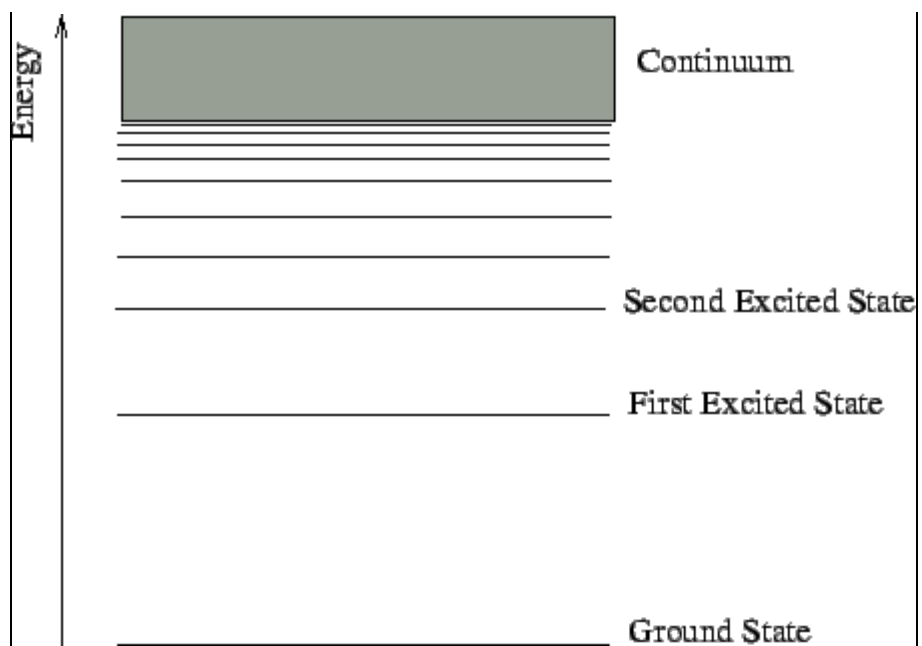 Energy
Continuum
Second Excited State
First Excited State
Ground State